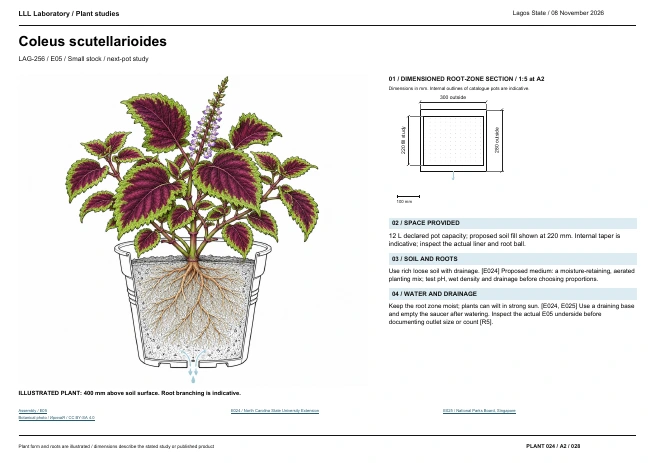 LLL Laboratory / Plant studies
Lagos State / 08 November 2026
Coleus scutellarioides
LAG-256 / E05 / Small stock / next-pot study
01 / DIMENSIONED ROOT-ZONE SECTION / 1:5 at A2
Dimensions in mm. Internal outlines of catalogue pots are indicative.
300 outside
220 fill study
260 outside
100 mm
02 / SPACE PROVIDED
12 L declared pot capacity; proposed soil fill shown at 220 mm. Internal taper is
indicative; inspect the actual liner and root ball.
03 / SOIL AND ROOTS
Use rich loose soil with drainage. [E024] Proposed medium: a moisture-retaining, aerated
planting mix; test pH, wet density and drainage before choosing proportions.
04 / WATER AND DRAINAGE
Keep the root zone moist; plants can wilt in strong sun. [E024, E025] Use a draining base
and empty the saucer after watering. Inspect the actual E05 underside before
documenting outlet size or count [R5].
ILLUSTRATED PLANT: 400 mm above soil surface. Root branching is indicative.
Assembly / E05
Botanical photo /
/ CC BY-SA 4.0
/ North Carolina State University Extension
/ National Parks Board, Singapore
Plant form and roots are illustrated / dimensions describe the stated study or published product
PLANT 024 / A2 / 028